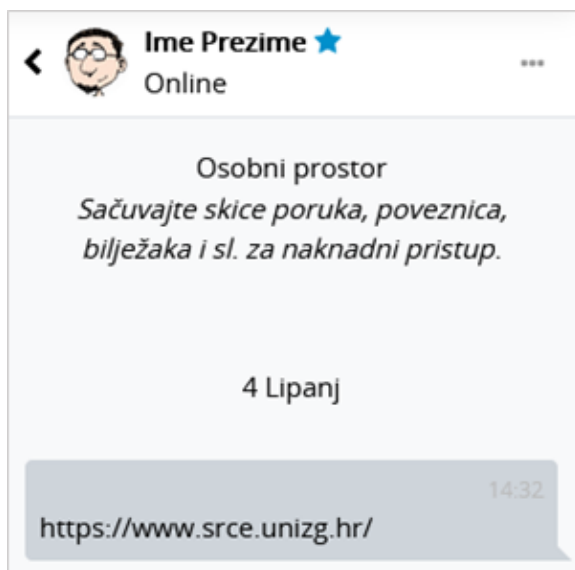 Ime Prezime
Online
Osobni prostor
Sačuvajte skice poruka, poveznica,
bilježaka i sl. za naknadni pristup.
4 Lipanj
14:32
https://www.srce.unizg.hr/